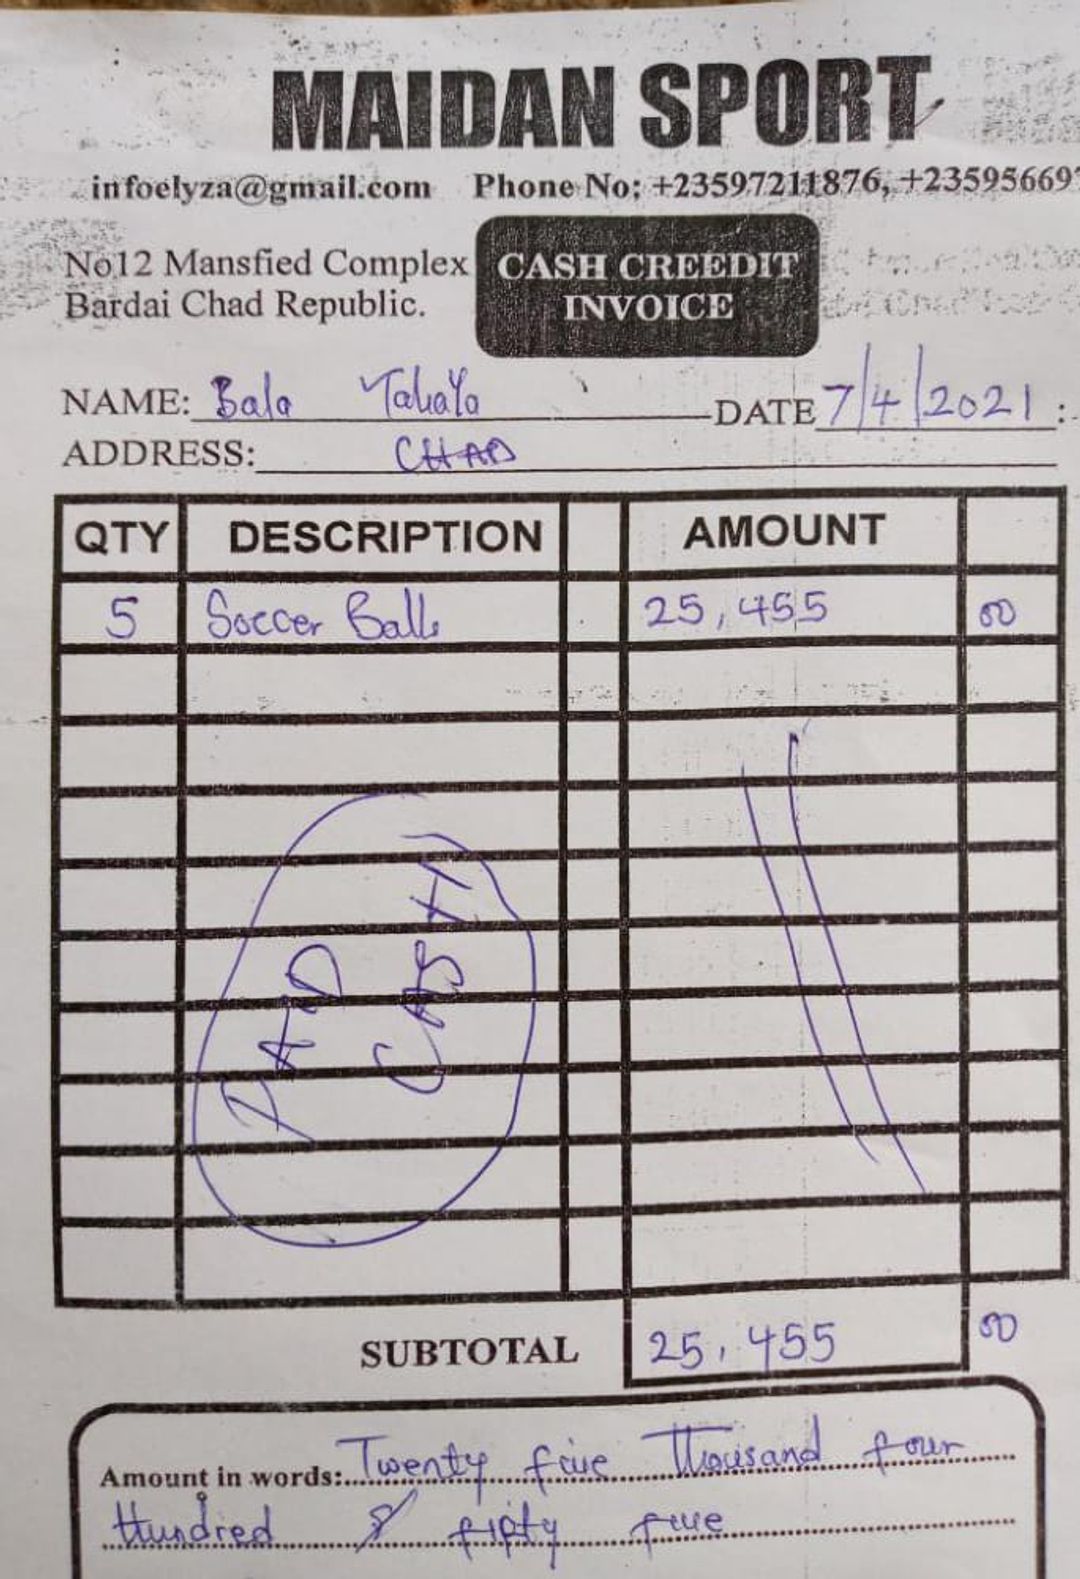 MAIDAN SPORT
infoelyza@gmail.com Phone No: +23597211876, +23595669
No12 Mansfied Complex
Bardai Chad Republic.
CASH CREEDIT
INVOICE
NAME: Bala Yahaya DATE 7/4/2021
ADDRESS: CHAD
QTY DESCRIPTION AMOUNT
5 Soccer Balls 25,455 00
PAID
CASH
SUBTOTAL 25,455 00
Amount in words: Twenty five Thousand four
Hundred & fifty five